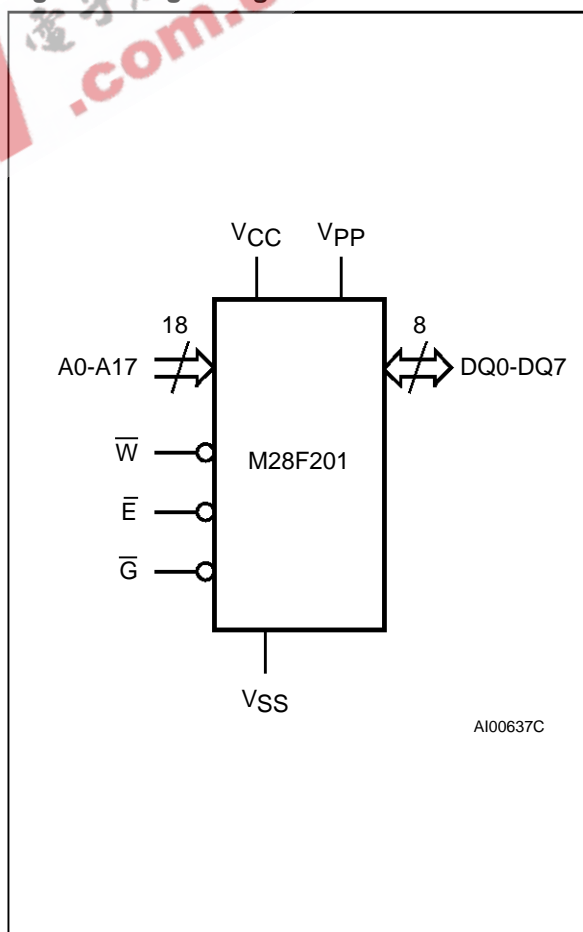 .com.
VCC VPP
18 8
A0-A17 DQ0-DQ7
W
M28F201
E
G
VSS
AI00637C